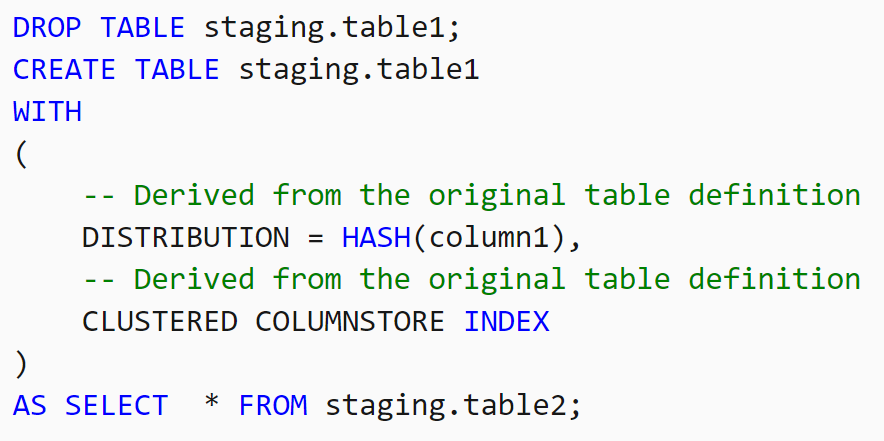 DROP TABLE staging.table1;
CREATE TABLE staging.table1
WITH
(
    -- Derived from the original table definition
    DISTRIBUTION = HASH(column1),
    -- Derived from the original table definition
    CLUSTERED COLUMNSTORE INDEX
)
AS SELECT  * FROM staging.table2;